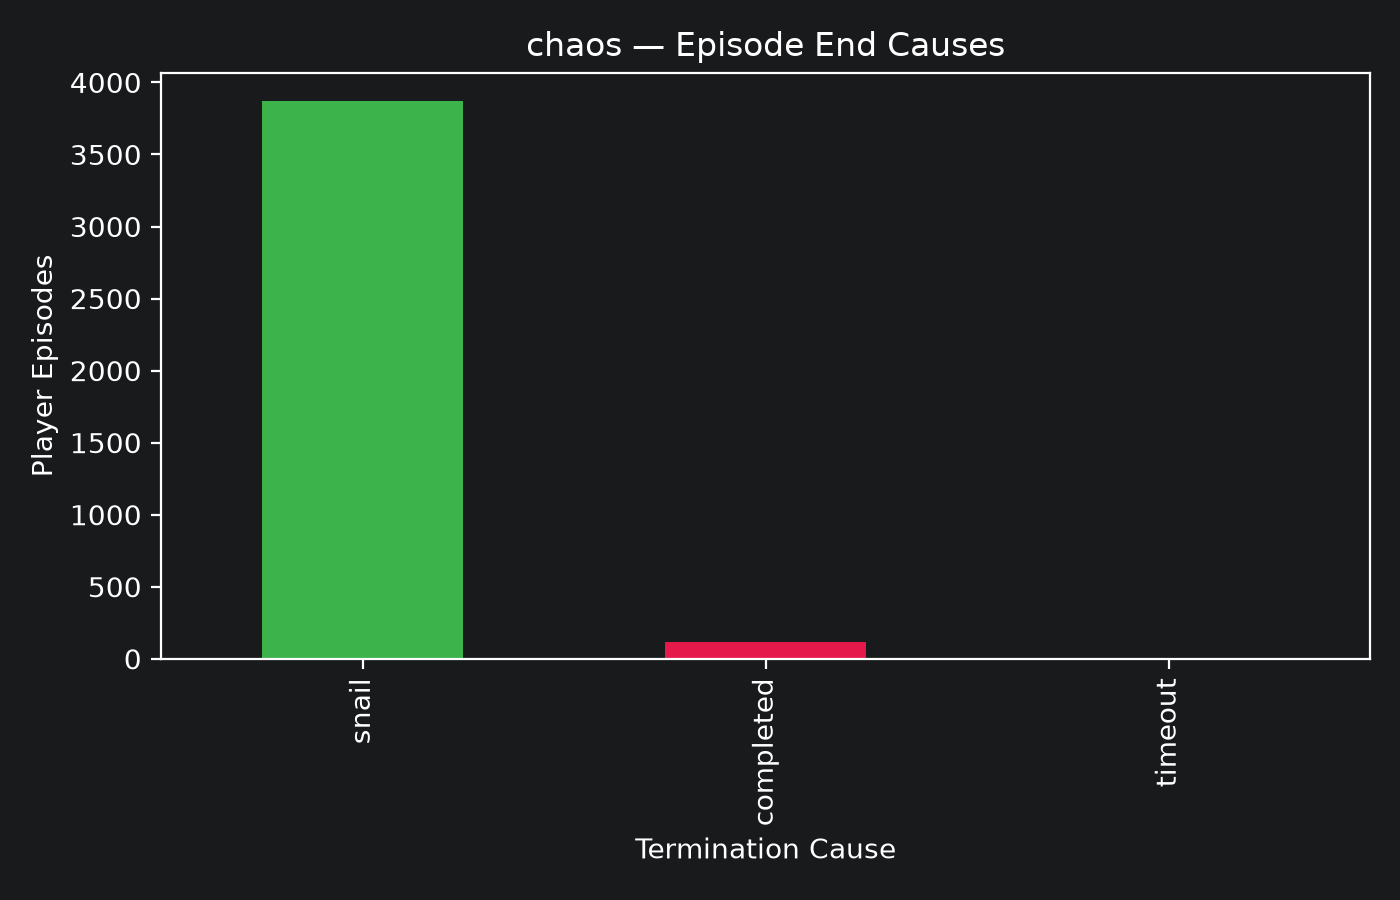 chaos — Episode End Causes
4000
3500
3000
2500
2000
1500
1000
500
0
Player Episodes
snail
completed
timeout
Termination Cause